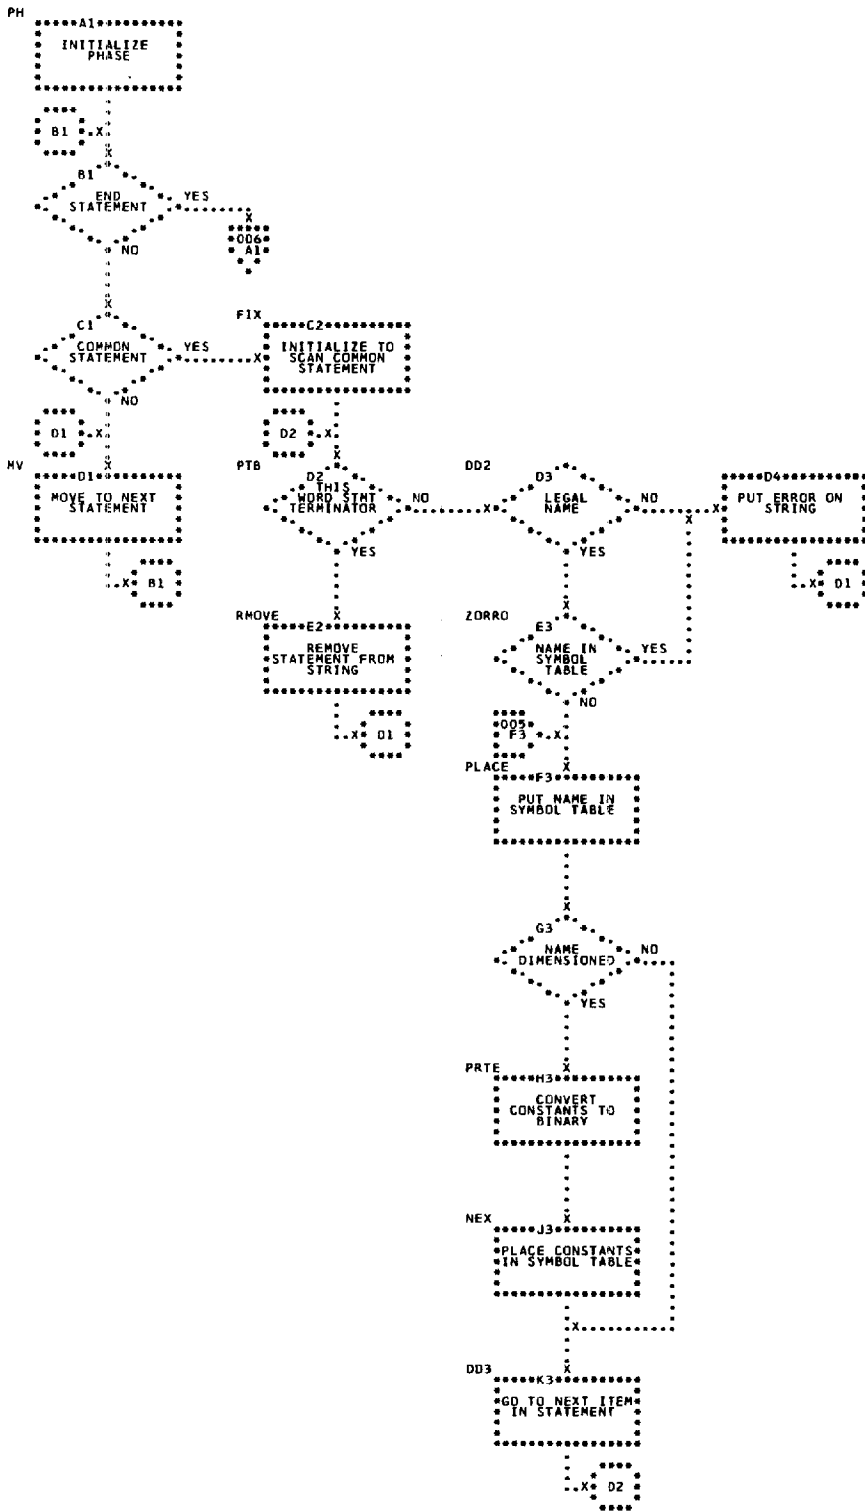 PH
A1
INITIALIZE
PHASE
B1
X
X
B1
END
STATEMENT
YES
X
006
A1
NO
X
C1
COMMON
STATEMENT
YES
X
FIX
C2
INITIALIZE TO
SCAN COMMON
STATEMENT
NO
D1
X
X
D2
X
MV
D1
MOVE TO NEXT
STATEMENT
X
B1
PTB
X
D2
THIS
WORD STMT
TERMINATOR
NO
X
YES
X
RMOVE
E2
REMOVE
STATEMENT FROM
STRING
X
D1
DD2
D3
LEGAL
NAME
NO
X
X
YES
X
D4
PUT ERROR ON
STRING
X
D1
ZORRO
E3
NAME IN
SYMBOL
TABLE
YES
NO
005
F3
X
X
PLACE
F3
PUT NAME IN
SYMBOL TABLE
X
G3
NAME
DIMENSIONED
NO
YES
X
PRTE
H3
CONVERT
CONSTANTS TO
BINARY
X
NEX
J3
PLACE CONSTANTS
IN SYMBOL TABLE
X
X
DD3
K3
GO TO NEXT ITEM
IN STATEMENT
X
D2